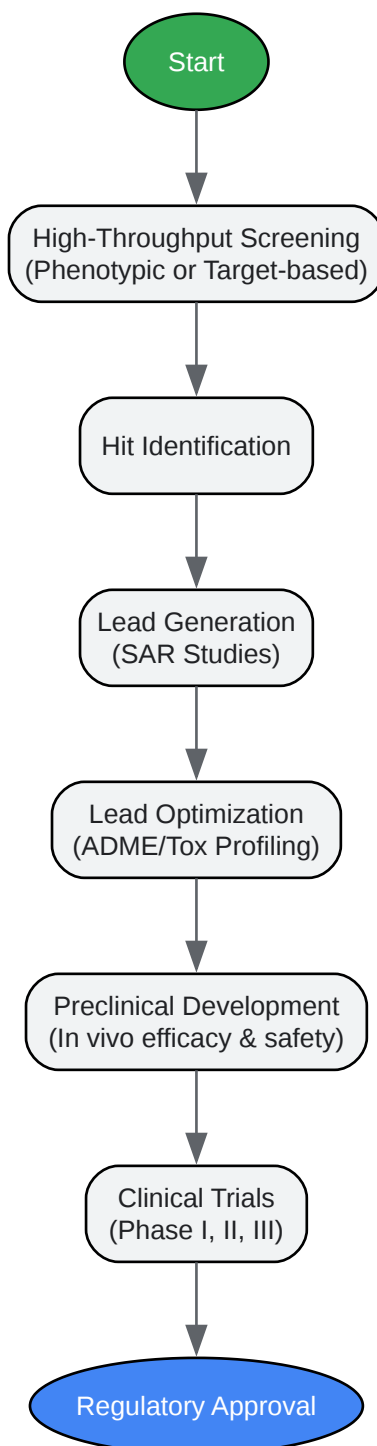 Start
High-Throughput Screening
(Phenotypic or Target-based)
Hit Identification
Lead Generation
(SAR Studies)
Lead Optimization
(ADME/Tox Profiling)
Preclinical Development
(In vivo efficacy & safety)
Clinical Trials
(Phase I, II, III)
Regulatory Approval